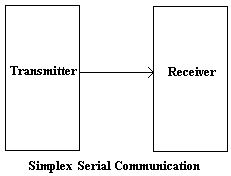 Transmitter
Receiver
Simplex Serial Communication